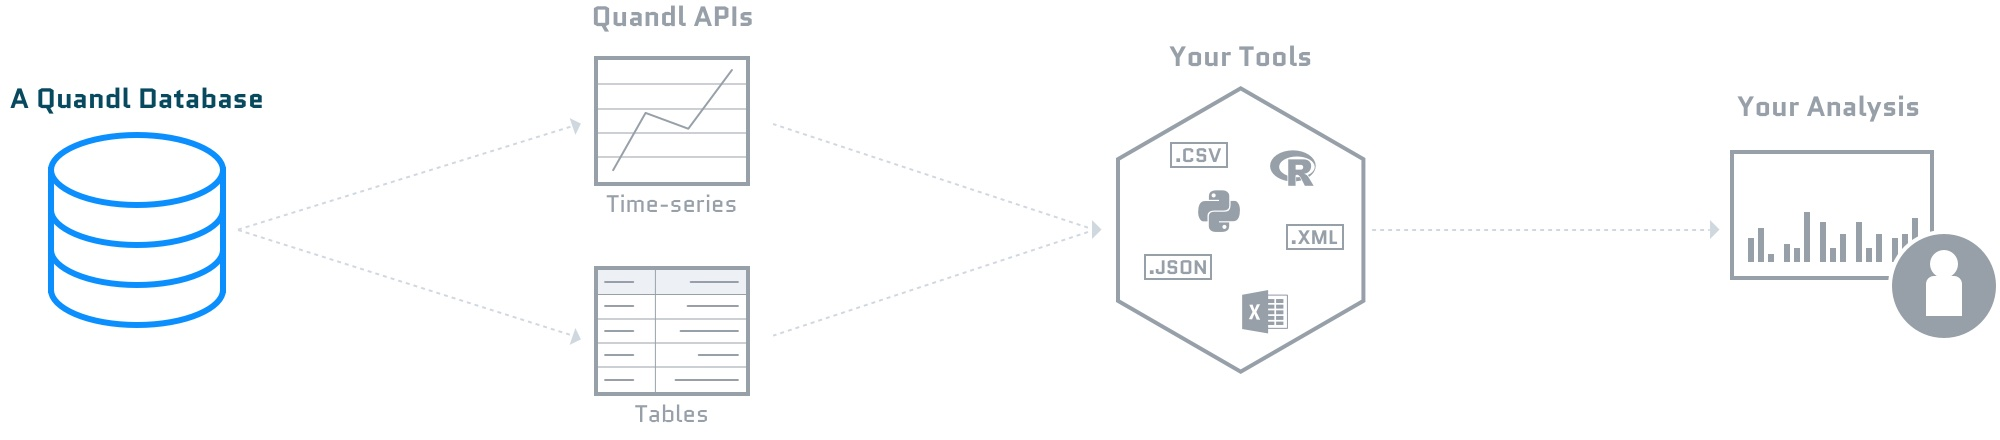 A Quandl Database
Quandl APIs
Time-series
Tables
Your Tools
.CSV
R
.XML
.JSON
X
Your Analysis